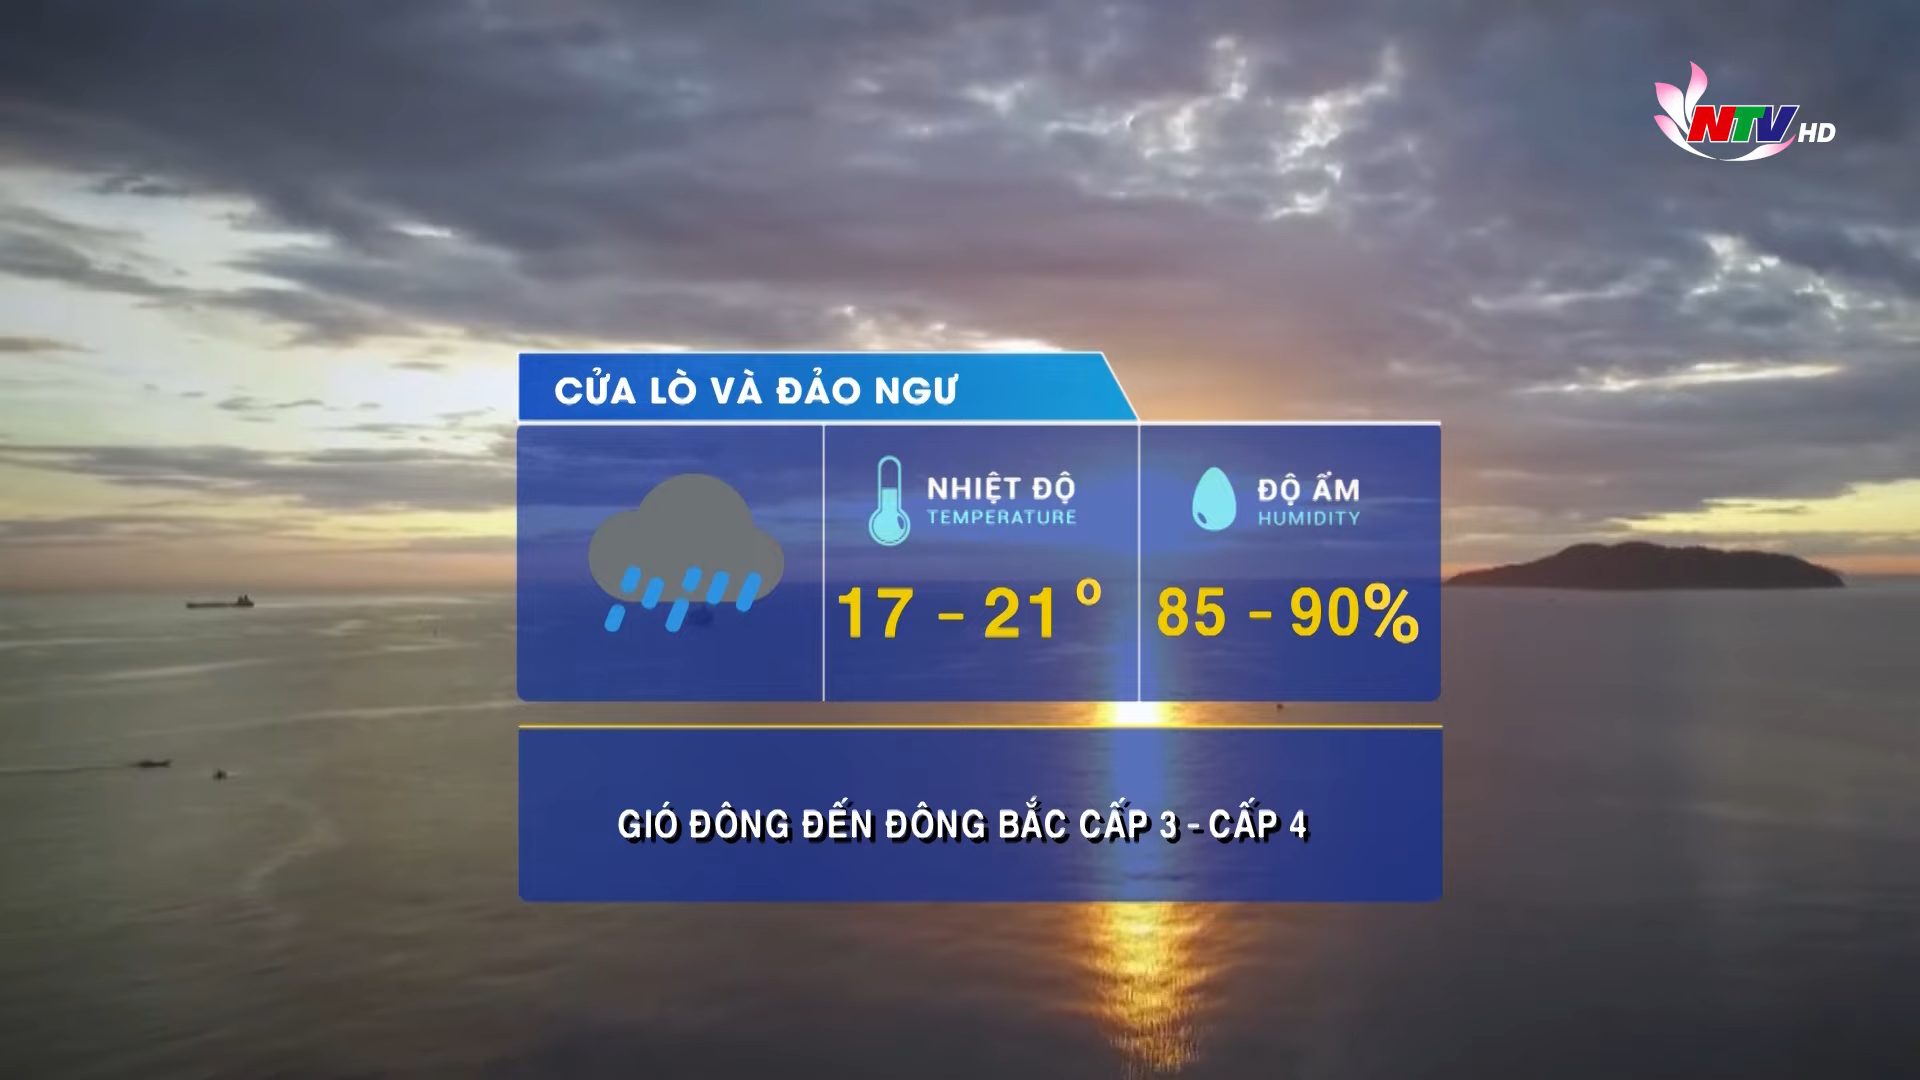 NTV HD
CỬA LÒ VÀ ĐẢO NGƯ
NHIỆT ĐỘ
TEMPERATURE
17 - 21°
ĐỘ ẨM
HUMIDITY
85 - 90%
GIÓ ĐÔNG ĐẾN ĐÔNG BẮC CẤP 3 - CẤP 4